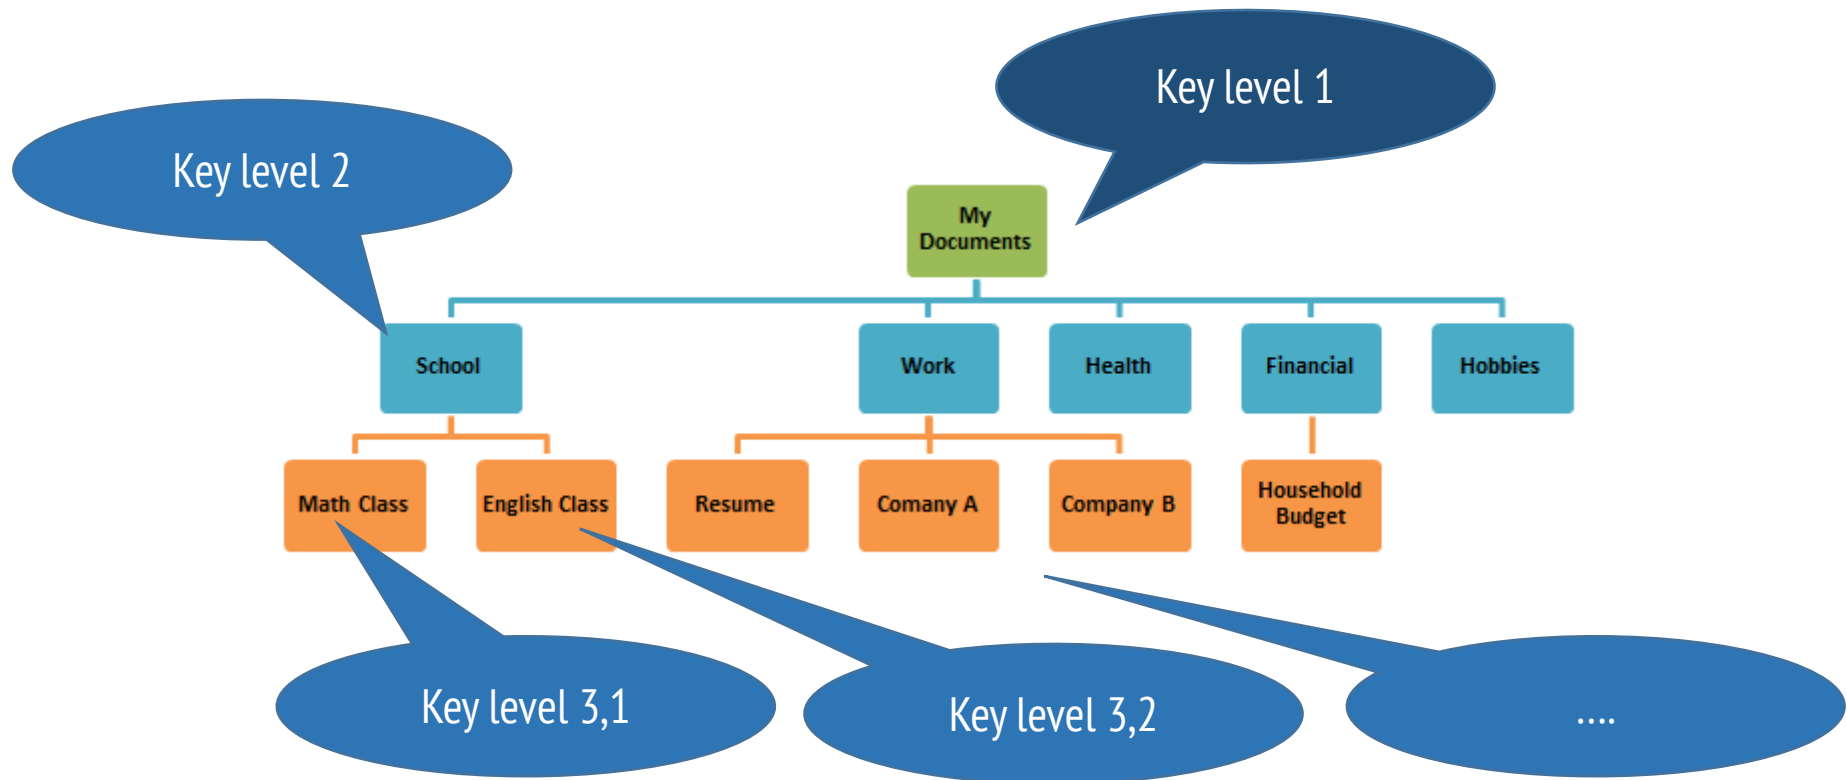 Key level 1
Key level 2
My
Documents
School
Work
Health
Financial
Hobbies
Math Class
English Class
Resume
Comany A
Company B
Household
Budget
Key level 3,1
Key level 3,2
....